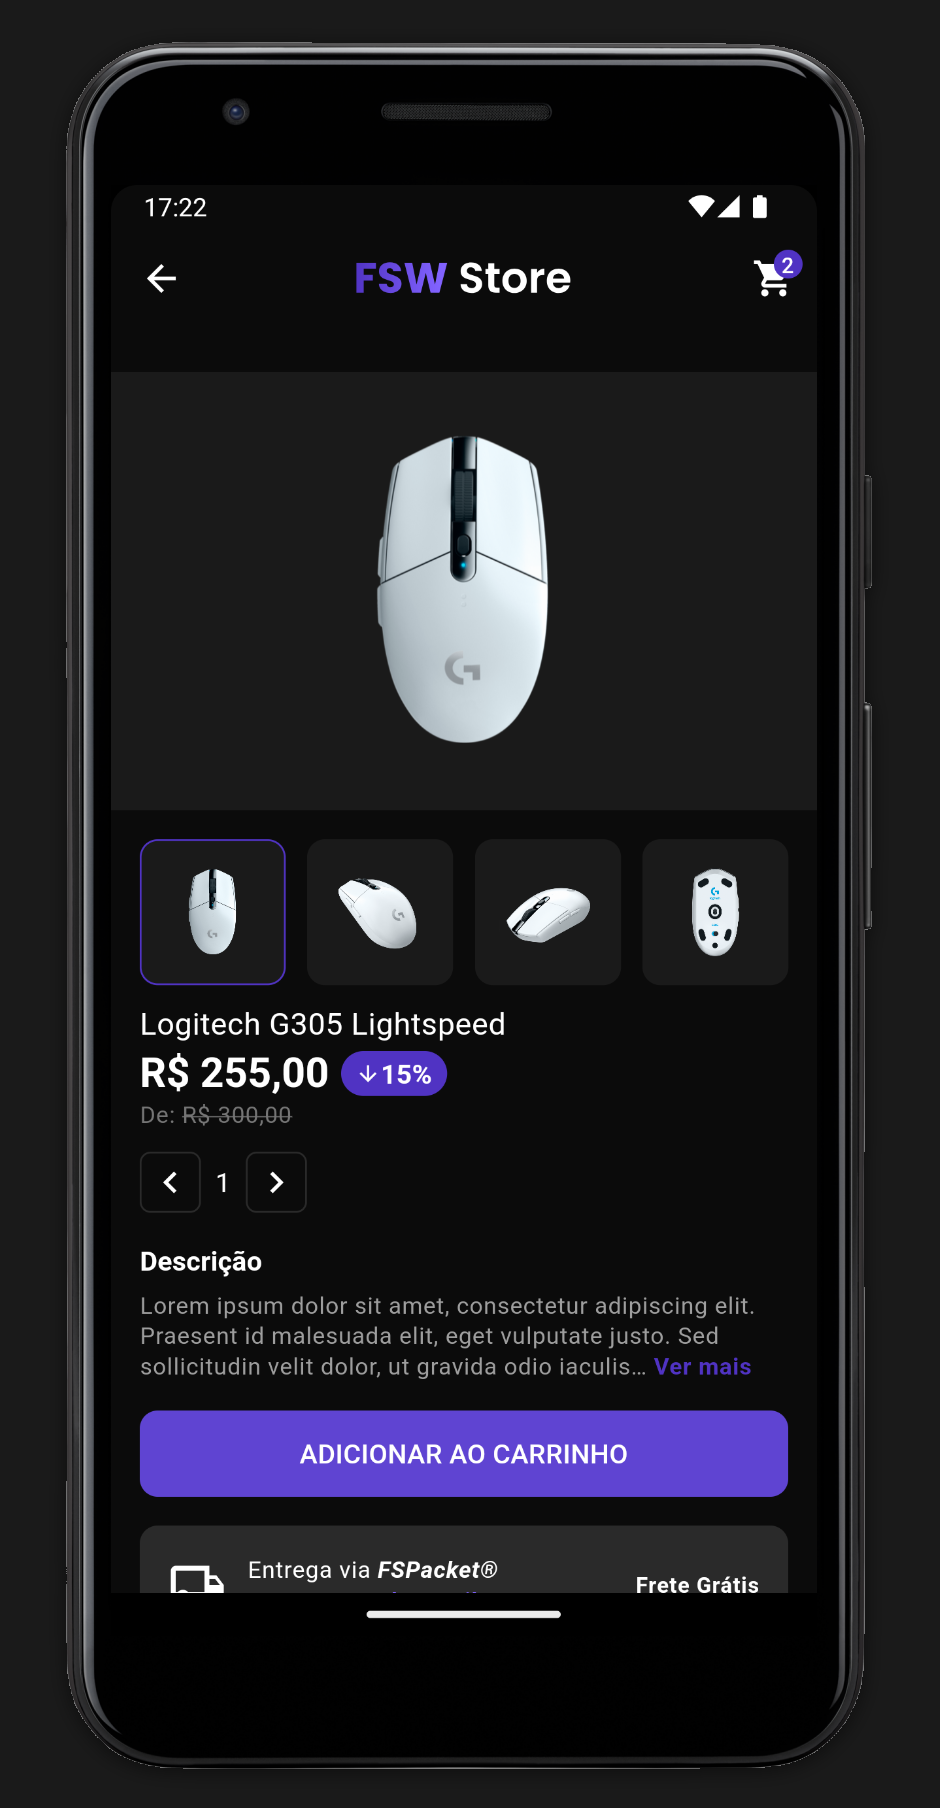 17:22
FSW Store
2
Logitech G305 Lightspeed
R$ 255,00 15%
De: R$ 300,00
1
Descrição
Lorem ipsum dolor sit amet, consectetur adipiscing elit.
Praesent id malesuada elit, eget vulputate justo. Sed
sollicitudin velit dolor, ut gravida odio iaculis... Ver mais
ADICIONAR AO CARRINHO
Entrega via FSPacket®
Frete Grátis